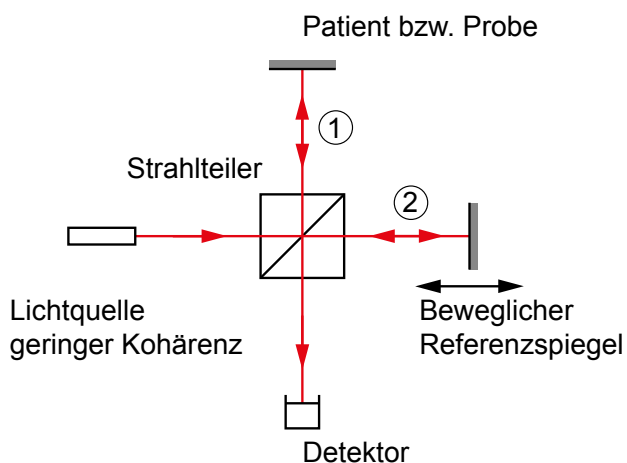 Patient bzw. Probe
1
Strahlteiler
2
Lichtquelle
geringer Kohärenz
Beweglicher
Referenzspiegel
Detektor